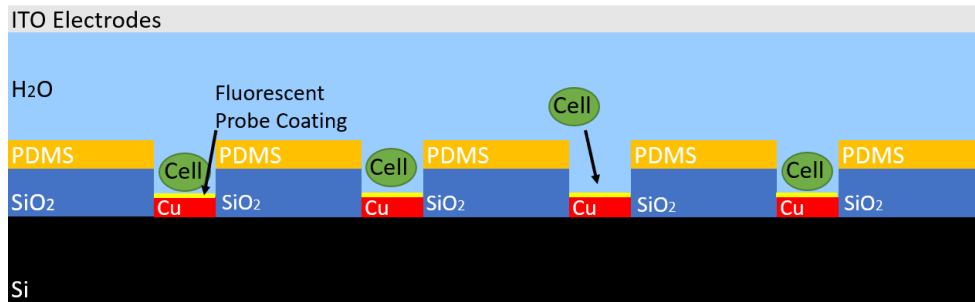 ITO Electrodes
H2O
Fluorescent
Probe Coating
Cell
PDMS
Cell
PDMS
Cell
PDMS
PDMS
Cell
PDMS
SiO2
Cu
SiO2
Cu
SiO2
Cu
SiO2
Cu
SiO2
Si